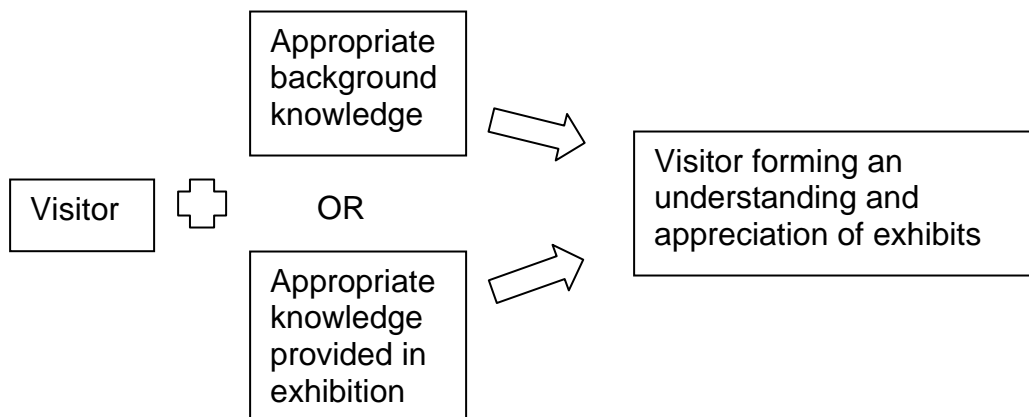 Visitor
Appropriate
background
knowledge
OR
Appropriate
knowledge
provided in
exhibition
Visitor forming an
understanding and
appreciation of exhibits